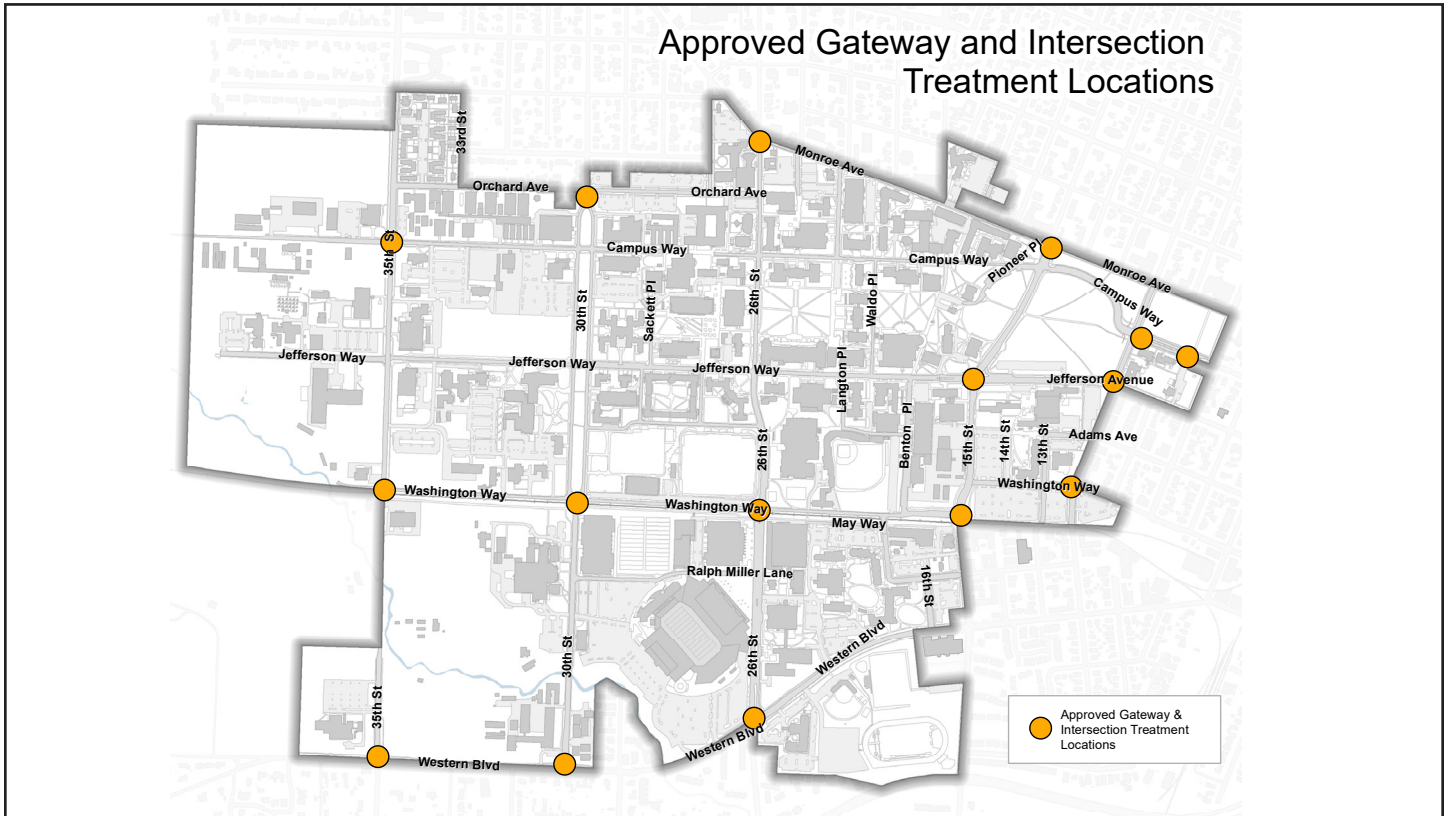 Approved Gateway and Intersection
Treatment Locations
33rd St
Monroe Ave
Orchard Ave
Orchard Ave
35th St
Campus Way
Campus Way
Pioneer Pl
Monroe Ave
Campus Way
30th St
Sackett Pl
26th St
Waldo Pl
Jefferson Way
Jefferson Way
Jefferson Way
Langton Pl
Jefferson Avenue
26th St
Benton Pl
15th St
14th St
13th St
Adams Ave
Washington Way
Washington Way
Washington Way
May Way
Ralph Miller Lane
16th St
30th St
26th St
Western Blvd
35th St
Western Blvd
Western Blvd
Approved Gateway &
Intersection Treatment
Locations